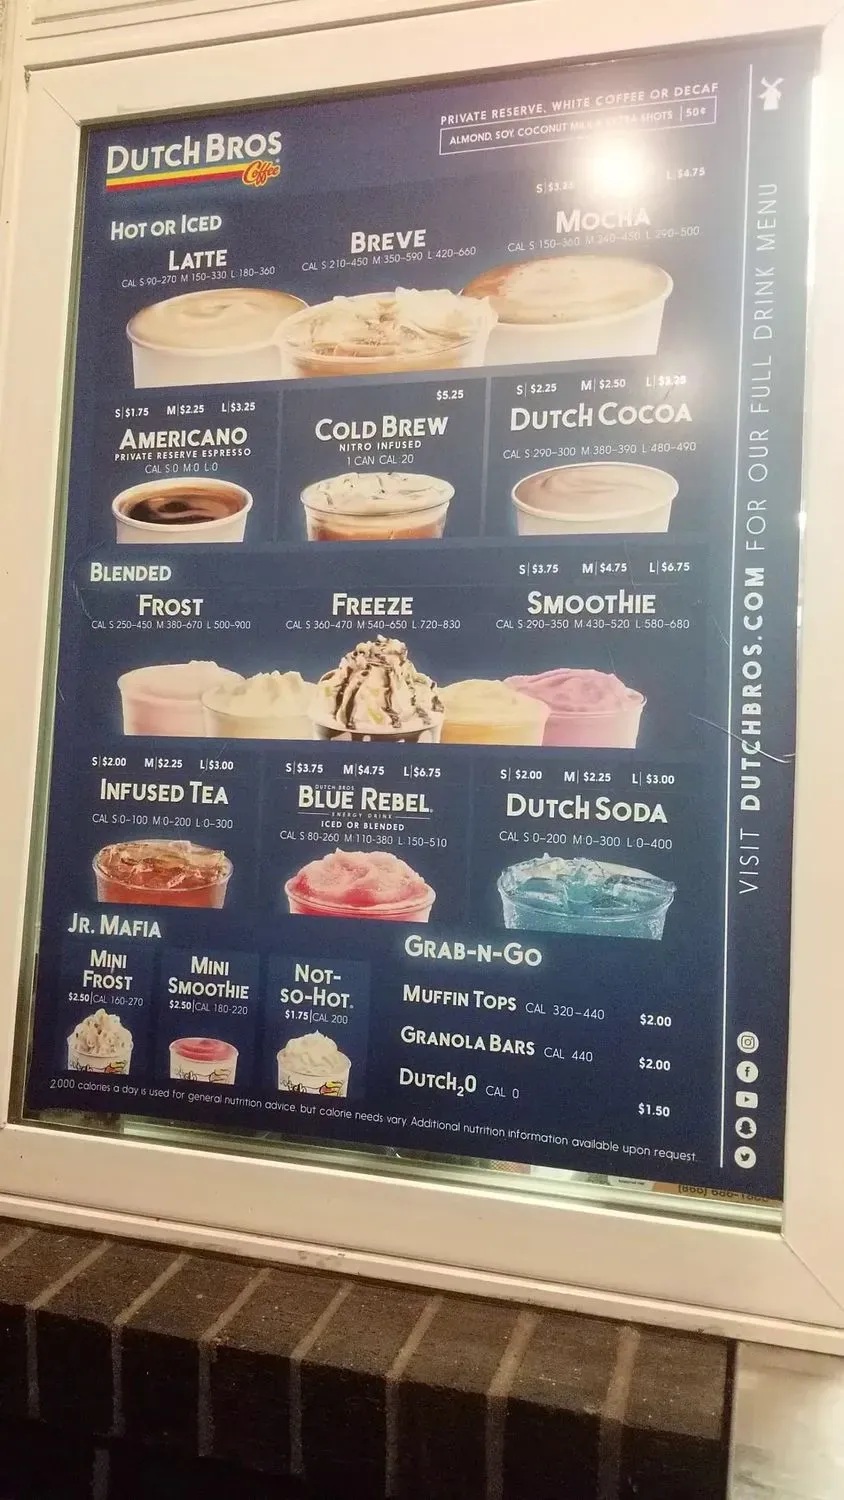 DUTCH BROS
Coffee
PRIVATE RESERVE, WHITE COFFEE OR DECAF
ALMOND, SOY, COCONUT MILK & EXTRA SHOTS | 50¢
HOT OR ICED
S|$3.25 L|$4.75
LATTE
CAL S 90-270 M 150-330 L 180-360
BREVE
CAL S 210-450 M 350-590 L 420-660
MOCHA
CAL S 150-360 M 240-450 L 290-500
S|$1.75 M|$2.25 L|$3.25
AMERICANO
PRIVATE RESERVE ESPRESSO
CAL S 0 M 0 L 0
$5.25
COLD BREW
NITRO INFUSED
1 CAN CAL 20
S|$2.25 M|$2.50 L|$3.25
DUTCH COCOA
CAL S 290-300 M 380-390 L 480-490
BLENDED
S|$3.75 M|$4.75 L|$6.75
FROST
CAL S 250-450 M 380-670 L 500-900
FREEZE
CAL S 360-470 M 540-650 L 720-830
SMOOTHIE
CAL S 290-350 M 430-520 L 580-680
S|$2.00 M|$2.25 L|$3.00
INFUSED TEA
CAL S 0-100 M 0-200 L 0-300
S|$3.75 M|$4.75 L|$6.75
DUTCH BROS
BLUE REBEL
ENERGY DRINK
ICED OR BLENDED
CAL S 80-260 M 110-380 L 150-510
S|$2.00 M|$2.25 L|$3.00
DUTCH SODA
CAL S 0-200 M 0-300 L 0-400
JR. MAFIA
MINI
FROST
$2.50|CAL 160-270
MINI
SMOOTHIE
$2.50|CAL 180-220
NOT-
SO-HOT®
$1.75|CAL 200
GRAB-N-GO
MUFFIN TOPS CAL 320-440 $2.00
GRANOLA BARS CAL 440 $2.00
DUTCH₂O CAL 0 $1.50
2,000 calories a day is used for general nutrition advice, but calorie needs vary. Additional nutrition information available upon request.
VISIT DUTCHBROS.COM FOR OUR FULL DRINK MENU